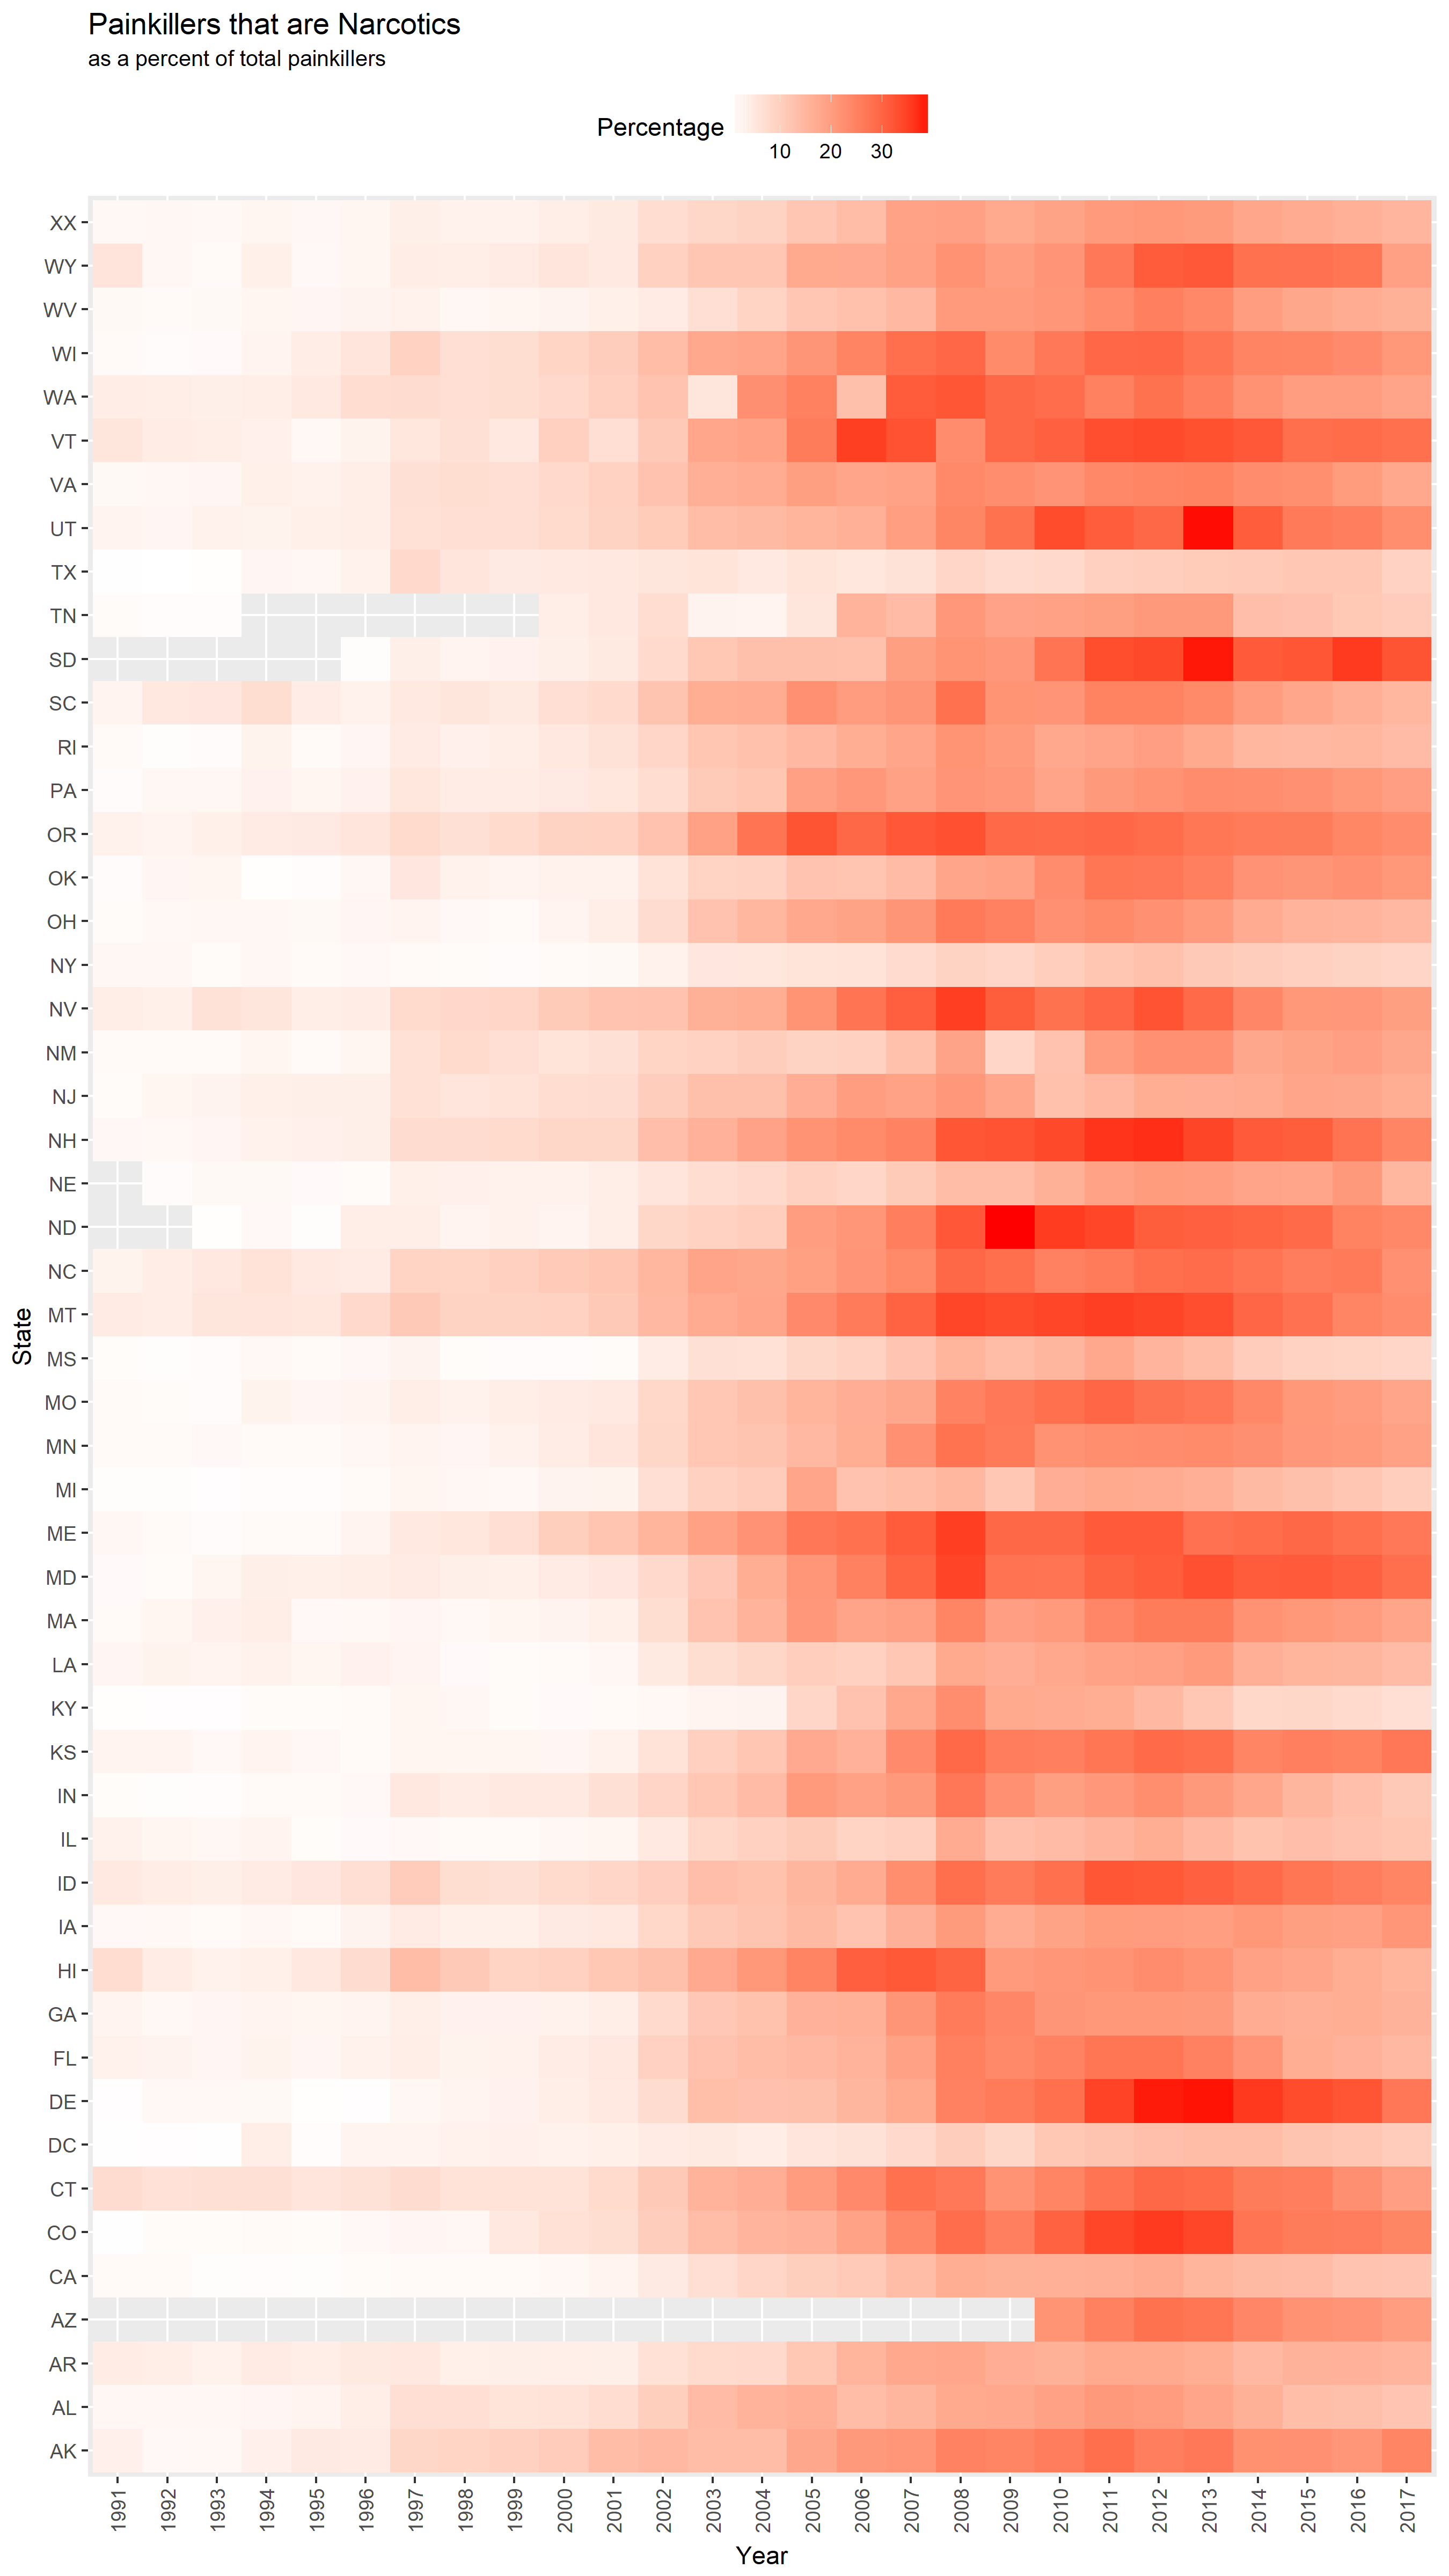 Painkillers that are Narcotics
as a percent of total painkillers
Percentage
10 20 30
XX
WY
WV
WI
WA
VT
VA
UT
TX
TN
SD
SC
RI
PA
OR
OK
OH
NY
NV
NM
NJ
NH
NE
ND
NC
MT
MS
MO
MN
MI
ME
MD
MA
LA
KY
KS
IN
IL
ID
IA
HI
GA
FL
DE
DC
CT
CO
CA
AZ
AR
AL
AK
State
1991 1992 1993 1994 1995 1996 1997 1998 1999 2000 2001 2002 2003 2004 2005 2006 2007 2008 2009 2010 2011 2012 2013 2014 2015 2016 2017
Year